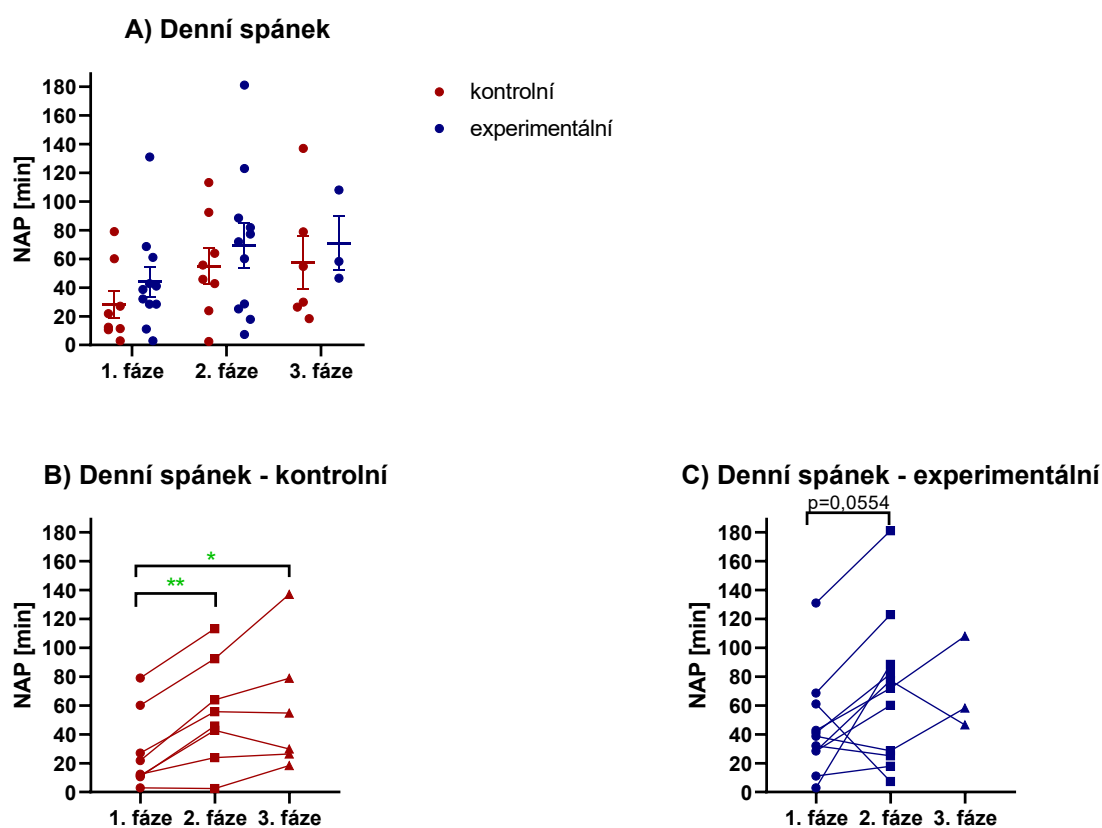 A) Denní spánek
NAP [min]
180
160
140
120
100
80
60
40
20
0
1. fáze 2. fáze 3. fáze
kontrolní
experimentální
B) Denní spánek - kontrolní
NAP [min]
180
160
140
120
100
80
60
40
20
0
*
**
1. fáze 2. fáze 3. fáze
C) Denní spánek - experimentální
p=0,0554
NAP [min]
180
160
140
120
100
80
60
40
20
0
1. fáze 2. fáze 3. fáze